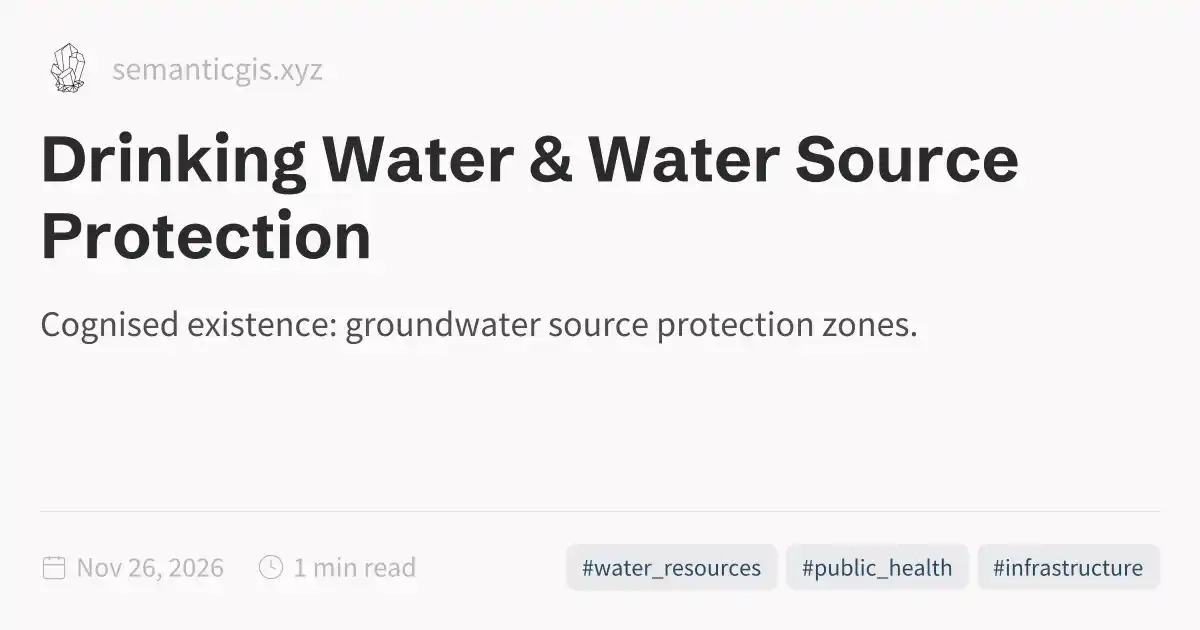 semanticgis.xyz
Drinking Water & Water Source
Protection
Cognised existence: groundwater source protection zones.
Nov 26, 2026 1 min read #water_resources #public_health #infrastructure